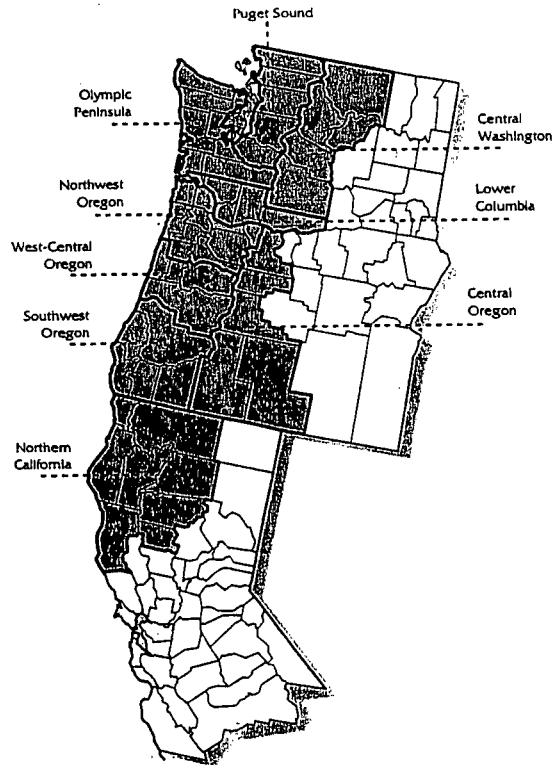 Puget Sound
Olympic
Peninsula
Central
Washington
Northwest
Oregon
Lower
Columbia
West-Central
Oregon
Central
Oregon
Southwest
Oregon
Northern
California